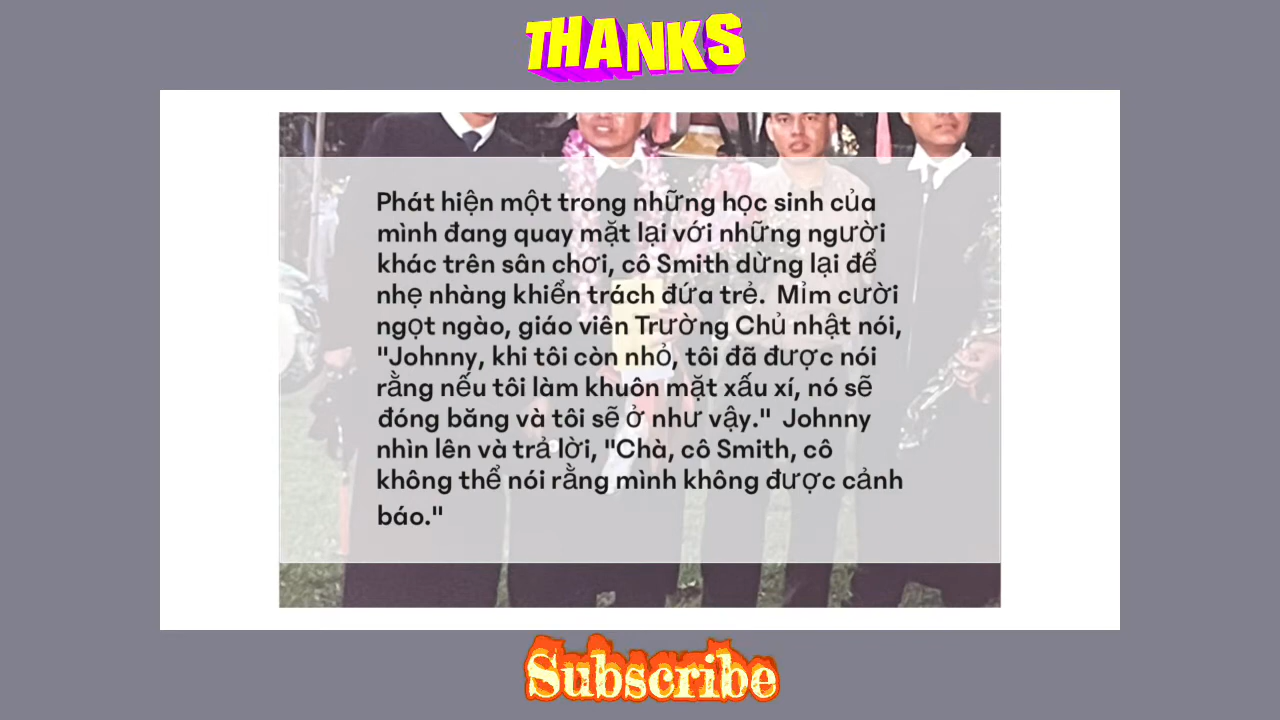 THANKS
Phát hiện một trong những học sinh của
mình đang quay mặt lại với những người
khác trên sân chơi, cô Smith dừng lại để
nhẹ nhàng khiển trách đứa trẻ. Mỉm cười
ngọt ngào, giáo viên Trường Chủ nhật nói,
"Johnny, khi tôi còn nhỏ, tôi đã được nói
rằng nếu tôi làm khuôn mặt xấu xí, nó sẽ
đóng băng và tôi sẽ ở như vậy." Johnny
nhìn lên và trả lời, "Chà, cô Smith, cô
không thể nói rằng mình không được cảnh
báo."
Subscribe